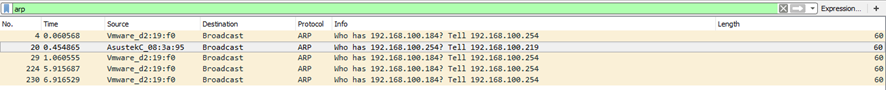 arp Expression...
No. Time Source Destination Protocol Info Length
4 0.060568 Vmware_d2:19:f0 Broadcast ARP Who has 192.168.100.184? Tell 192.168.100.254 60
20 0.454865 AsustekC_08:3a:95 Broadcast ARP Who has 192.168.100.254? Tell 192.168.100.219 60
29 1.060555 Vmware_d2:19:f0 Broadcast ARP Who has 192.168.100.184? Tell 192.168.100.254 60
224 5.915687 Vmware_d2:19:f0 Broadcast ARP Who has 192.168.100.184? Tell 192.168.100.254 60
230 6.916529 Vmware_d2:19:f0 Broadcast ARP Who has 192.168.100.184? Tell 192.168.100.254 60